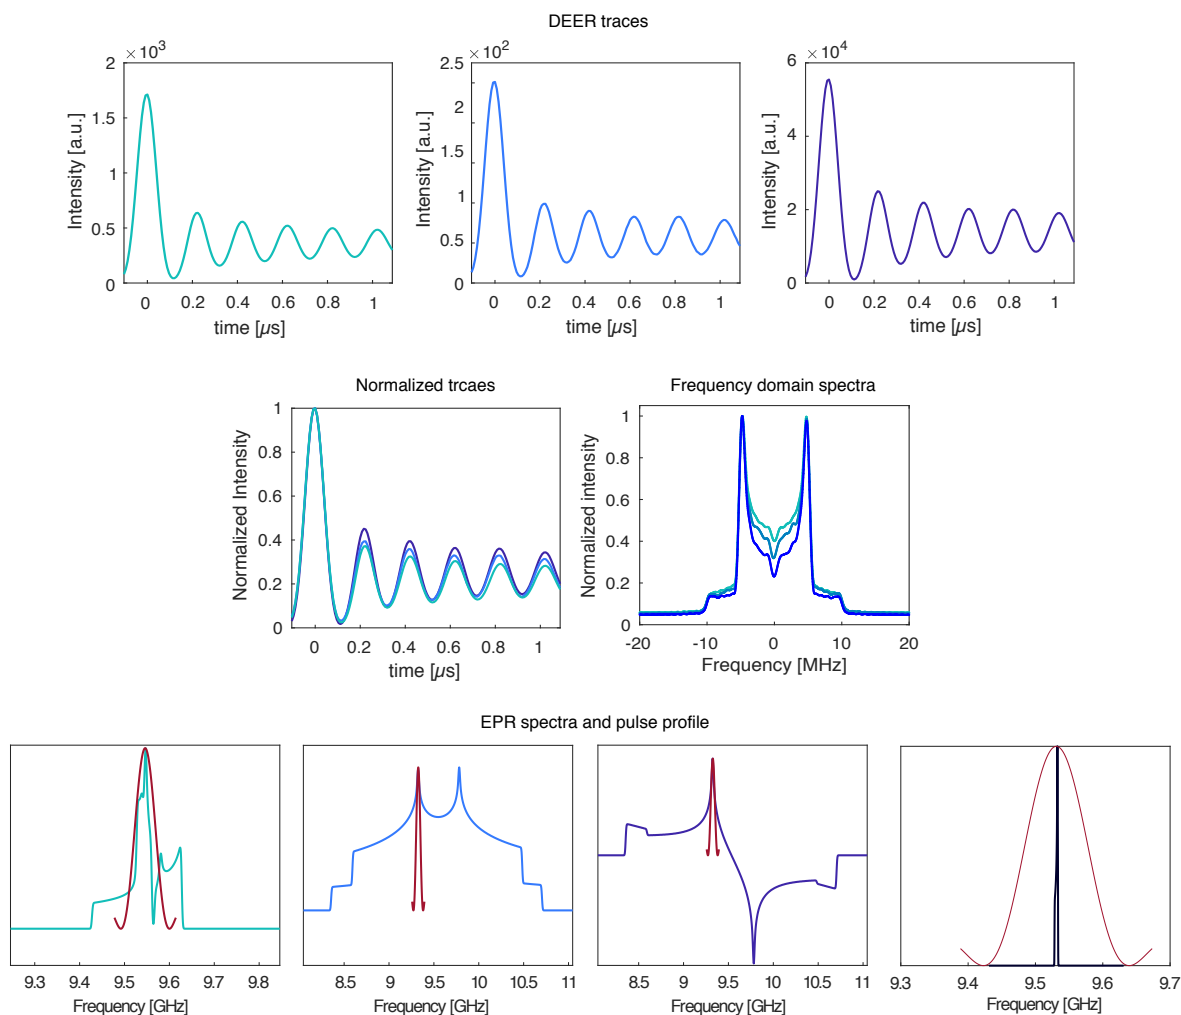 DEER traces
× 10³
× 10²
× 10⁴
2
1.5
1
0.5
0
Intensity [a.u.]
0 0.2 0.4 0.6 0.8 1
time [µs]
2.5
2
1
0.5
0
Intensity [a.u.]
0 0.2 0.4 0.6 0.8 1
time [µs]
6
4
2
0
Intensity [a.u.]
0 0.2 0.4 0.6 0.8 1
time [µs]
Normalized trcaes
1
0.8
0.6
0.4
0.2
0
Normalized Intensity
0 0.2 0.4 0.6 0.8 1
time [µs]
Frequency domain spectra
1
0.8
0.6
0.4
0.2
0
Normalized intensity
-20 -10 0 10 20
Frequency [MHz]
EPR spectra and pulse profile
9.3 9.4 9.5 9.6 9.7 9.8
Frequency [GHz]
8.5 9 9.5 10 10.5 11
Frequency [GHz]
8.5 9 9.5 10 10.5 11
Frequency [GHz]
9.3 9.4 9.5 9.6 9.7
Frequency [GHz]